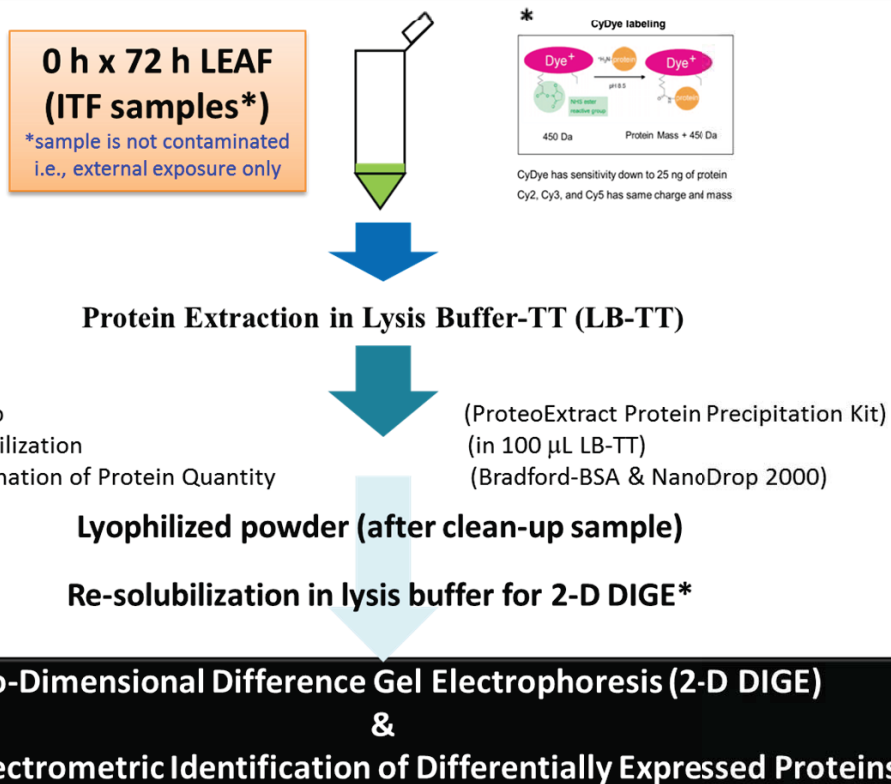 0 h x 72 h LEAF
(ITF samples*)
*sample is not contaminated
i.e., external exposure only
*
CyDye labeling
Dye+
H₂N-protein
Dye+
pH 8.5
NHS ester
reactive group
protein
450 Da
Protein Mass + 450 Da
CyDye has sensitivity down to 25 ng of protein
Cy2, Cy3, and Cy5 has same charge and mass
Protein Extraction in Lysis Buffer-TT (LB-TT)
(ProteoExtract Protein Precipitation Kit)
ilization
(in 100 μL LB-TT)
nation of Protein Quantity
(Bradford-BSA & NanoDrop 2000)
Lyophilized powder (after clean-up sample)
Re-solubilization in lysis buffer for 2-D DIGE*
o-Dimensional Difference Gel Electrophoresis (2-D DIGE)
&
ectrometric Identification of Differentially Expressed Proteins